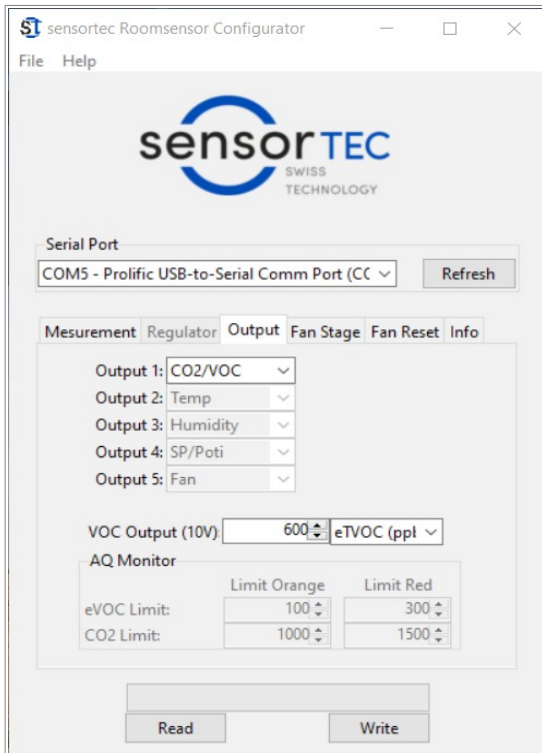 ST sensortec Roomsensor Configurator
File Help
sensorTEC
SWISS
TECHNOLOGY
Serial Port
COM5 - Prolific USB-to-Serial Comm Port (CC
Refresh
Mesurement Regulator Output Fan Stage Fan Reset Info
Output 1: CO2/VOC
Output 2: Temp
Output 3: Humidity
Output 4: SP/Poti
Output 5: Fan
VOC Output (10V): 600 eTVOC (ppb
AQ Monitor
Limit Orange Limit Red
eVOC Limit: 100 300
CO2 Limit: 1000 1500
Read Write